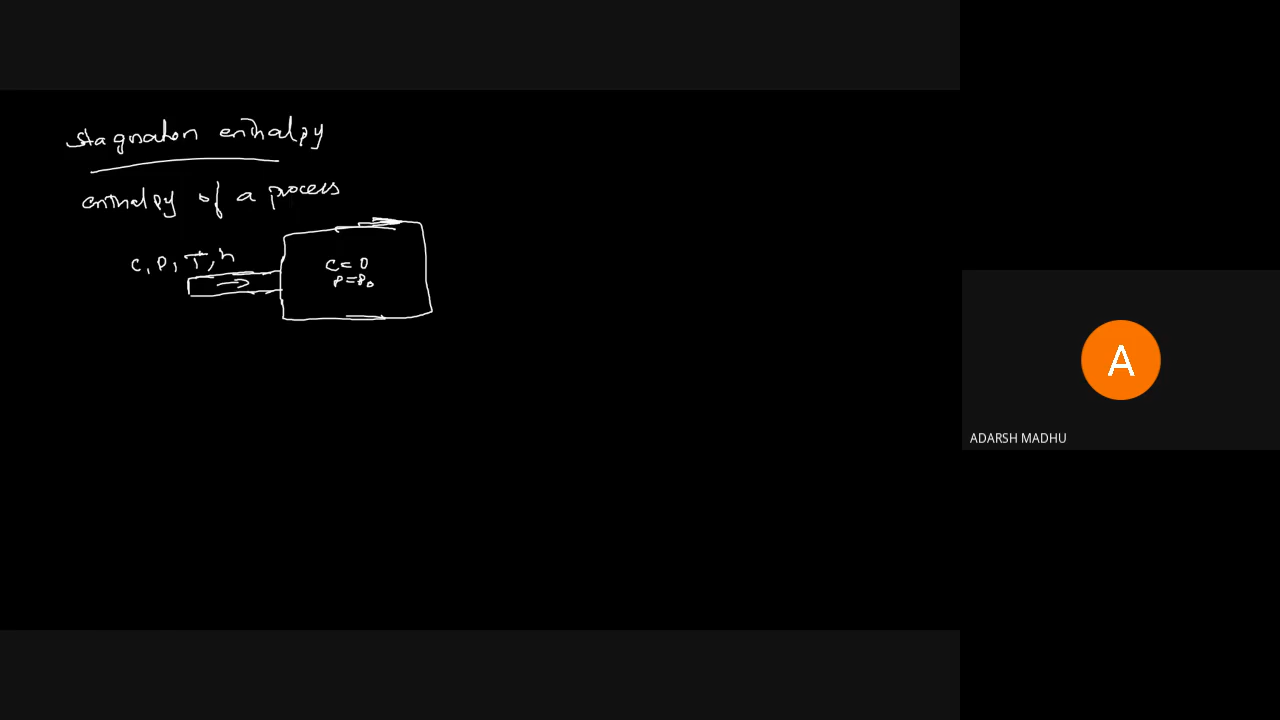 stagnation enthalpy
enthalpy of a process
c, p, T, h
c = 0
p = p₀
A
ADARSH MADHU